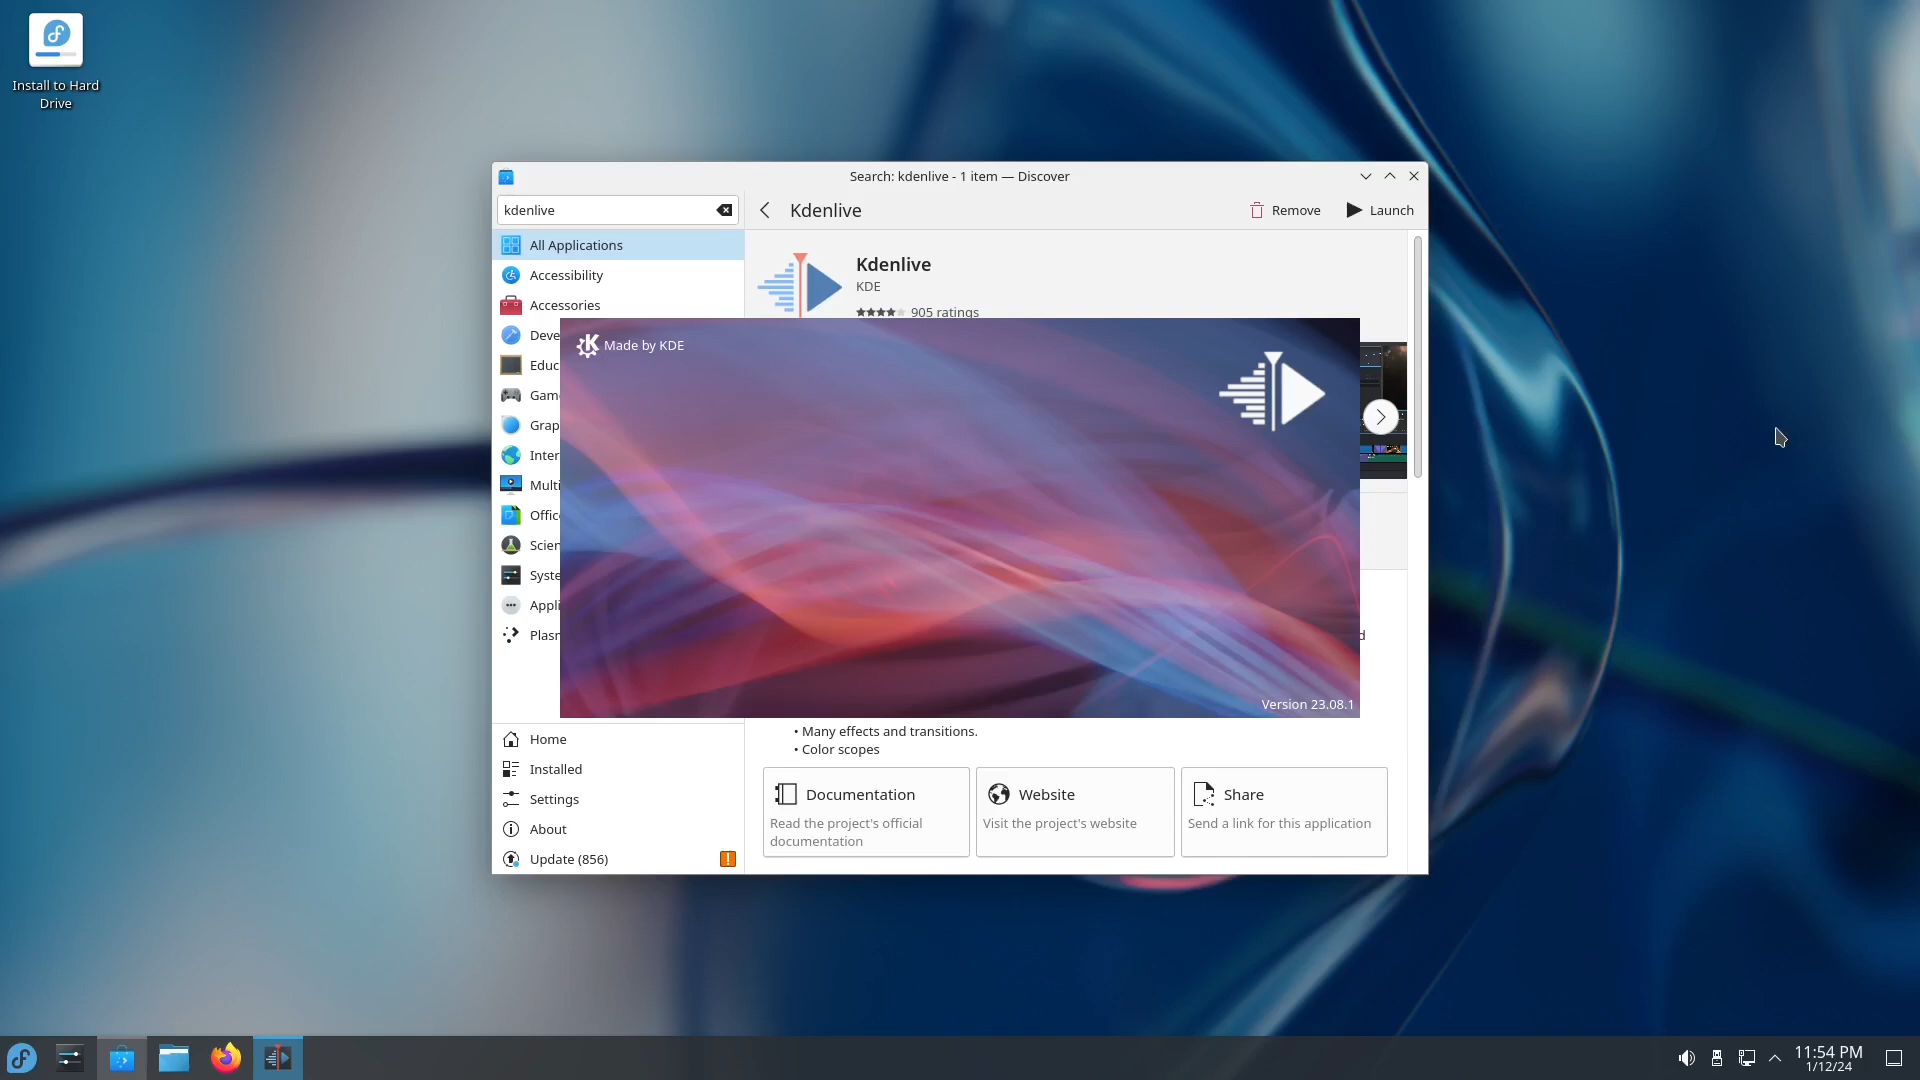 Install to Hard
Drive
Search: kdenlive - 1 item — Discover
kdenlive
Kdenlive
Remove
Launch
All Applications
Accessibility
Accessories
Deve
Educ
Gam
Grap
Inter
Multi
Offic
Scien
Syste
Appli
Plasm
Kdenlive
KDE
905 ratings
Made by KDE
Version 23.08.1
d
• Many effects and transitions.
• Color scopes
Home
Installed
Settings
About
Update (856)
Documentation
Read the project's official
documentation
Website
Visit the project's website
Share
Send a link for this application
11:54 PM
1/12/24